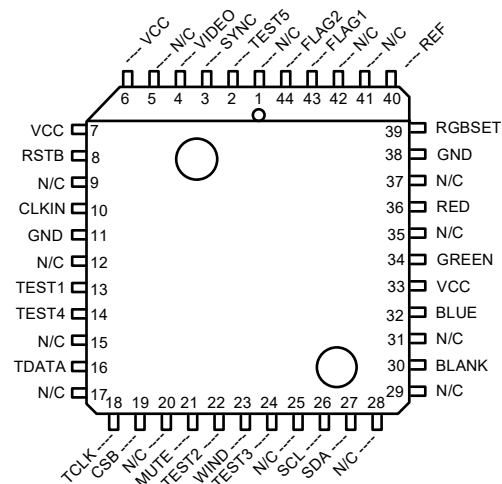 VCC
N/C
VIDEO
SYNC
TEST5
N/C
FLAG2
FLAG1
N/C
N/C
REF
6 5 4 3 2 1 44 43 42 41 40
VCC 7
RSTB 8
N/C 9
CLKIN 10
GND 11
N/C 12
TEST1 13
TEST4 14
N/C 15
TDATA 16
N/C 17
39 RGBSET
38 GND
37 N/C
36 RED
35 N/C
34 GREEN
33 VCC
32 BLUE
31 N/C
30 BLANK
29 N/C
18 19 20 21 22 23 24 25 26 27 28
TCLK
CSB
N/C
MUTE
TEST2
WIND
TEST3
N/C
SCL
SDA
N/C